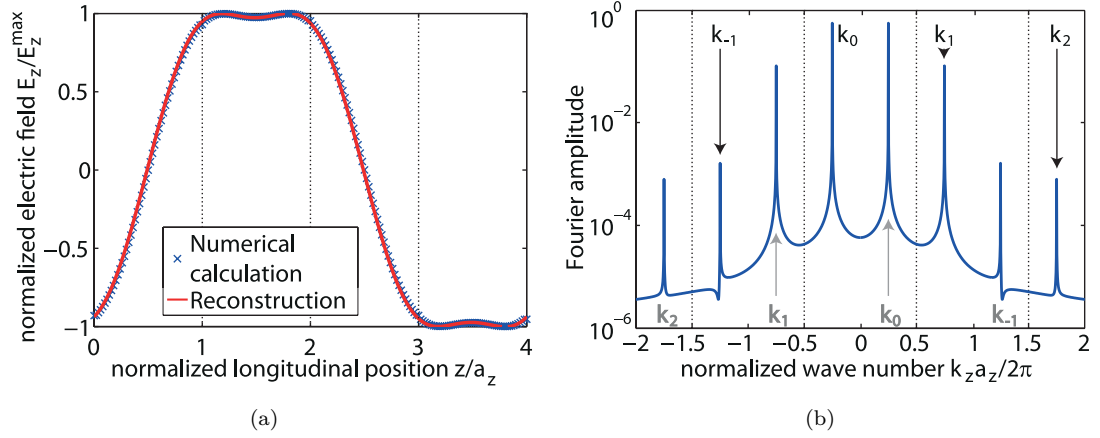 normalized electric field E_z/E_z^max
1
0.5
0
−0.5
−1
0 1 2 3 4
normalized longitudinal position z/a_z
Numerical
calculation
Reconstruction
(a)
Fourier amplitude
10^0
10^−2
10^−4
10^−6
k_-1 k_0 k_1 k_2
k_2 k_1 k_0 k_-1
−2 −1.5 −1 −0.5 0 0.5 1 1.5 2
normalized wave number k_z a_z/2π
(b)